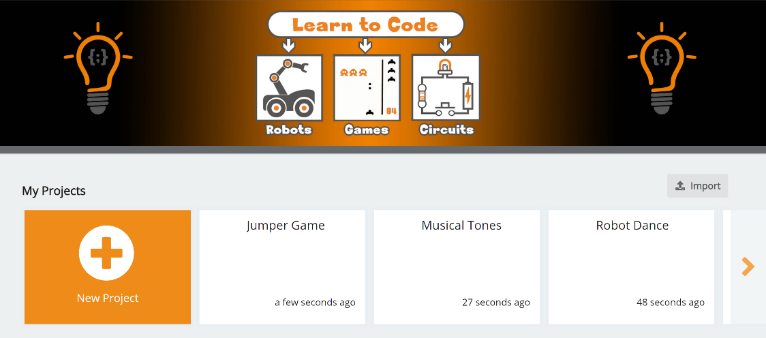 Learn to Code
{;}
{;}
84
Robots
Games
Circuits
My Projects
Import
New Project
Jumper Game
a few seconds ago
Musical Tones
27 seconds ago
Robot Dance
48 seconds ago